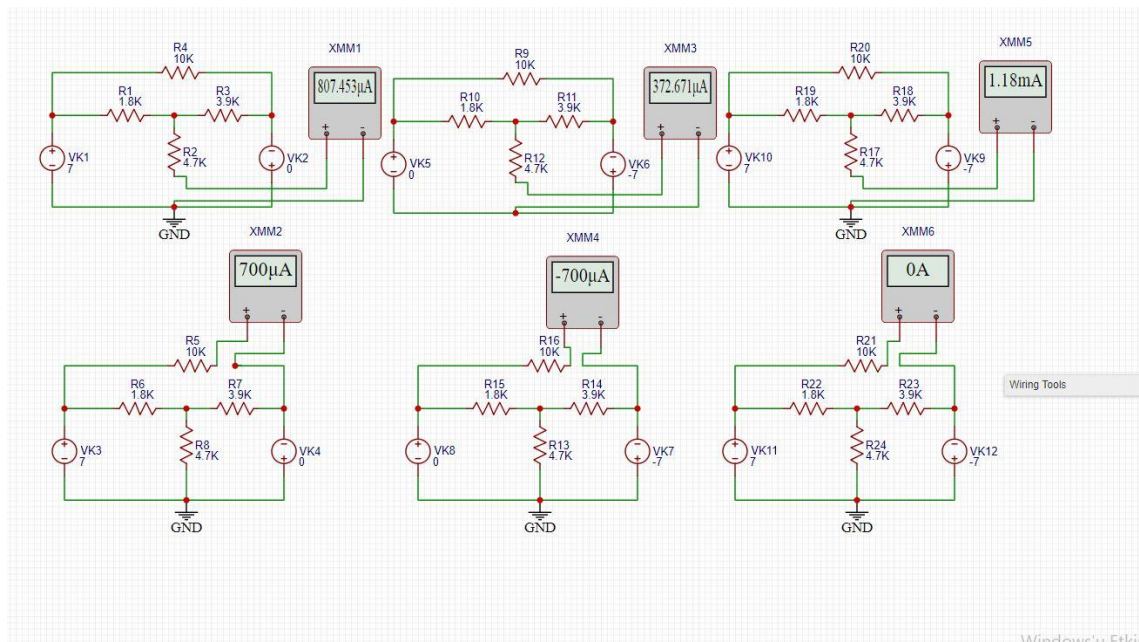 XMM1
807.453µA
+ -
R4
10K
R1
1.8K
R3
3.9K
R2
4.7K
VK1
7
VK2
0
GND
XMM3
372.671µA
+ -
R9
10K
R10
1.8K
R11
3.9K
R12
4.7K
VK5
0
VK6
-7
XMM5
1.18mA
+ -
R20
10K
R19
1.8K
R18
3.9K
R17
4.7K
VK10
7
VK9
-7
GND
XMM2
700µA
+ -
R5
10K
R6
1.8K
R7
3.9K
R8
4.7K
VK3
7
VK4
0
GND
XMM4
-700µA
+ -
R16
10K
R15
1.8K
R14
3.9K
R13
4.7K
VK8
0
VK7
-7
GND
XMM6
0A
+ -
R21
10K
R22
1.8K
R23
3.9K
R24
4.7K
VK11
7
VK12
-7
GND
Wiring Tools
Windows'u Etki